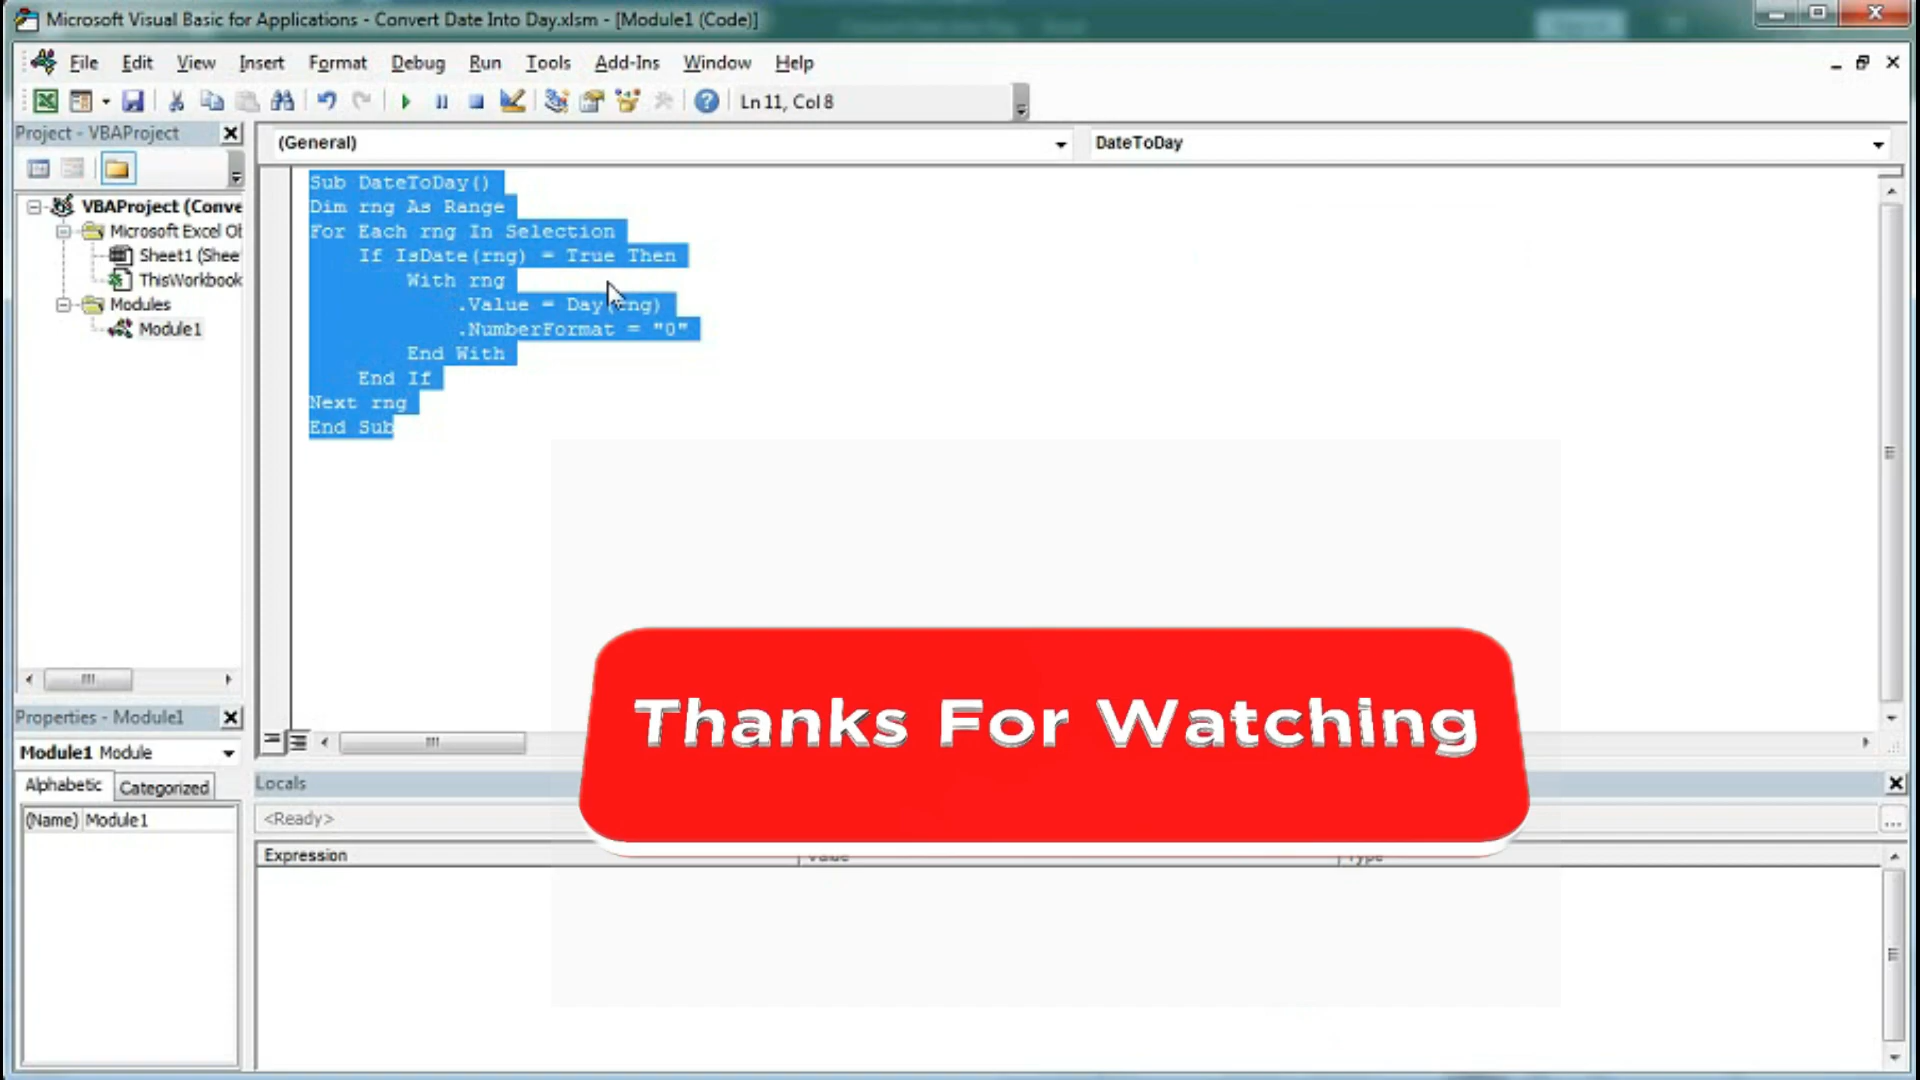 Microsoft Visual Basic for Applications - Convert Date Into Day.xlsm - [Module1 (Code)]
File Edit View Insert Format Debug Run Tools Add-Ins Window Help
Ln 11, Col 8
Project - VBAProject
(General)
DateToDay
VBAProject (Conve
Microsoft Excel Ob
Sheet1 (Shee
ThisWorkbook
Modules
Module1
Sub DateToDay()
Dim rng As Range
For Each rng In Selection
If IsDate(rng) = True Then
With rng
.Value = Day(rng)
.NumberFormat = "0"
End With
End If
Next rng
End Sub
Thanks For Watching
Properties - Module1
Module1 Module
Alphabetic Categorized
(Name) Module1
Locals
<Ready>
Expression Value Type